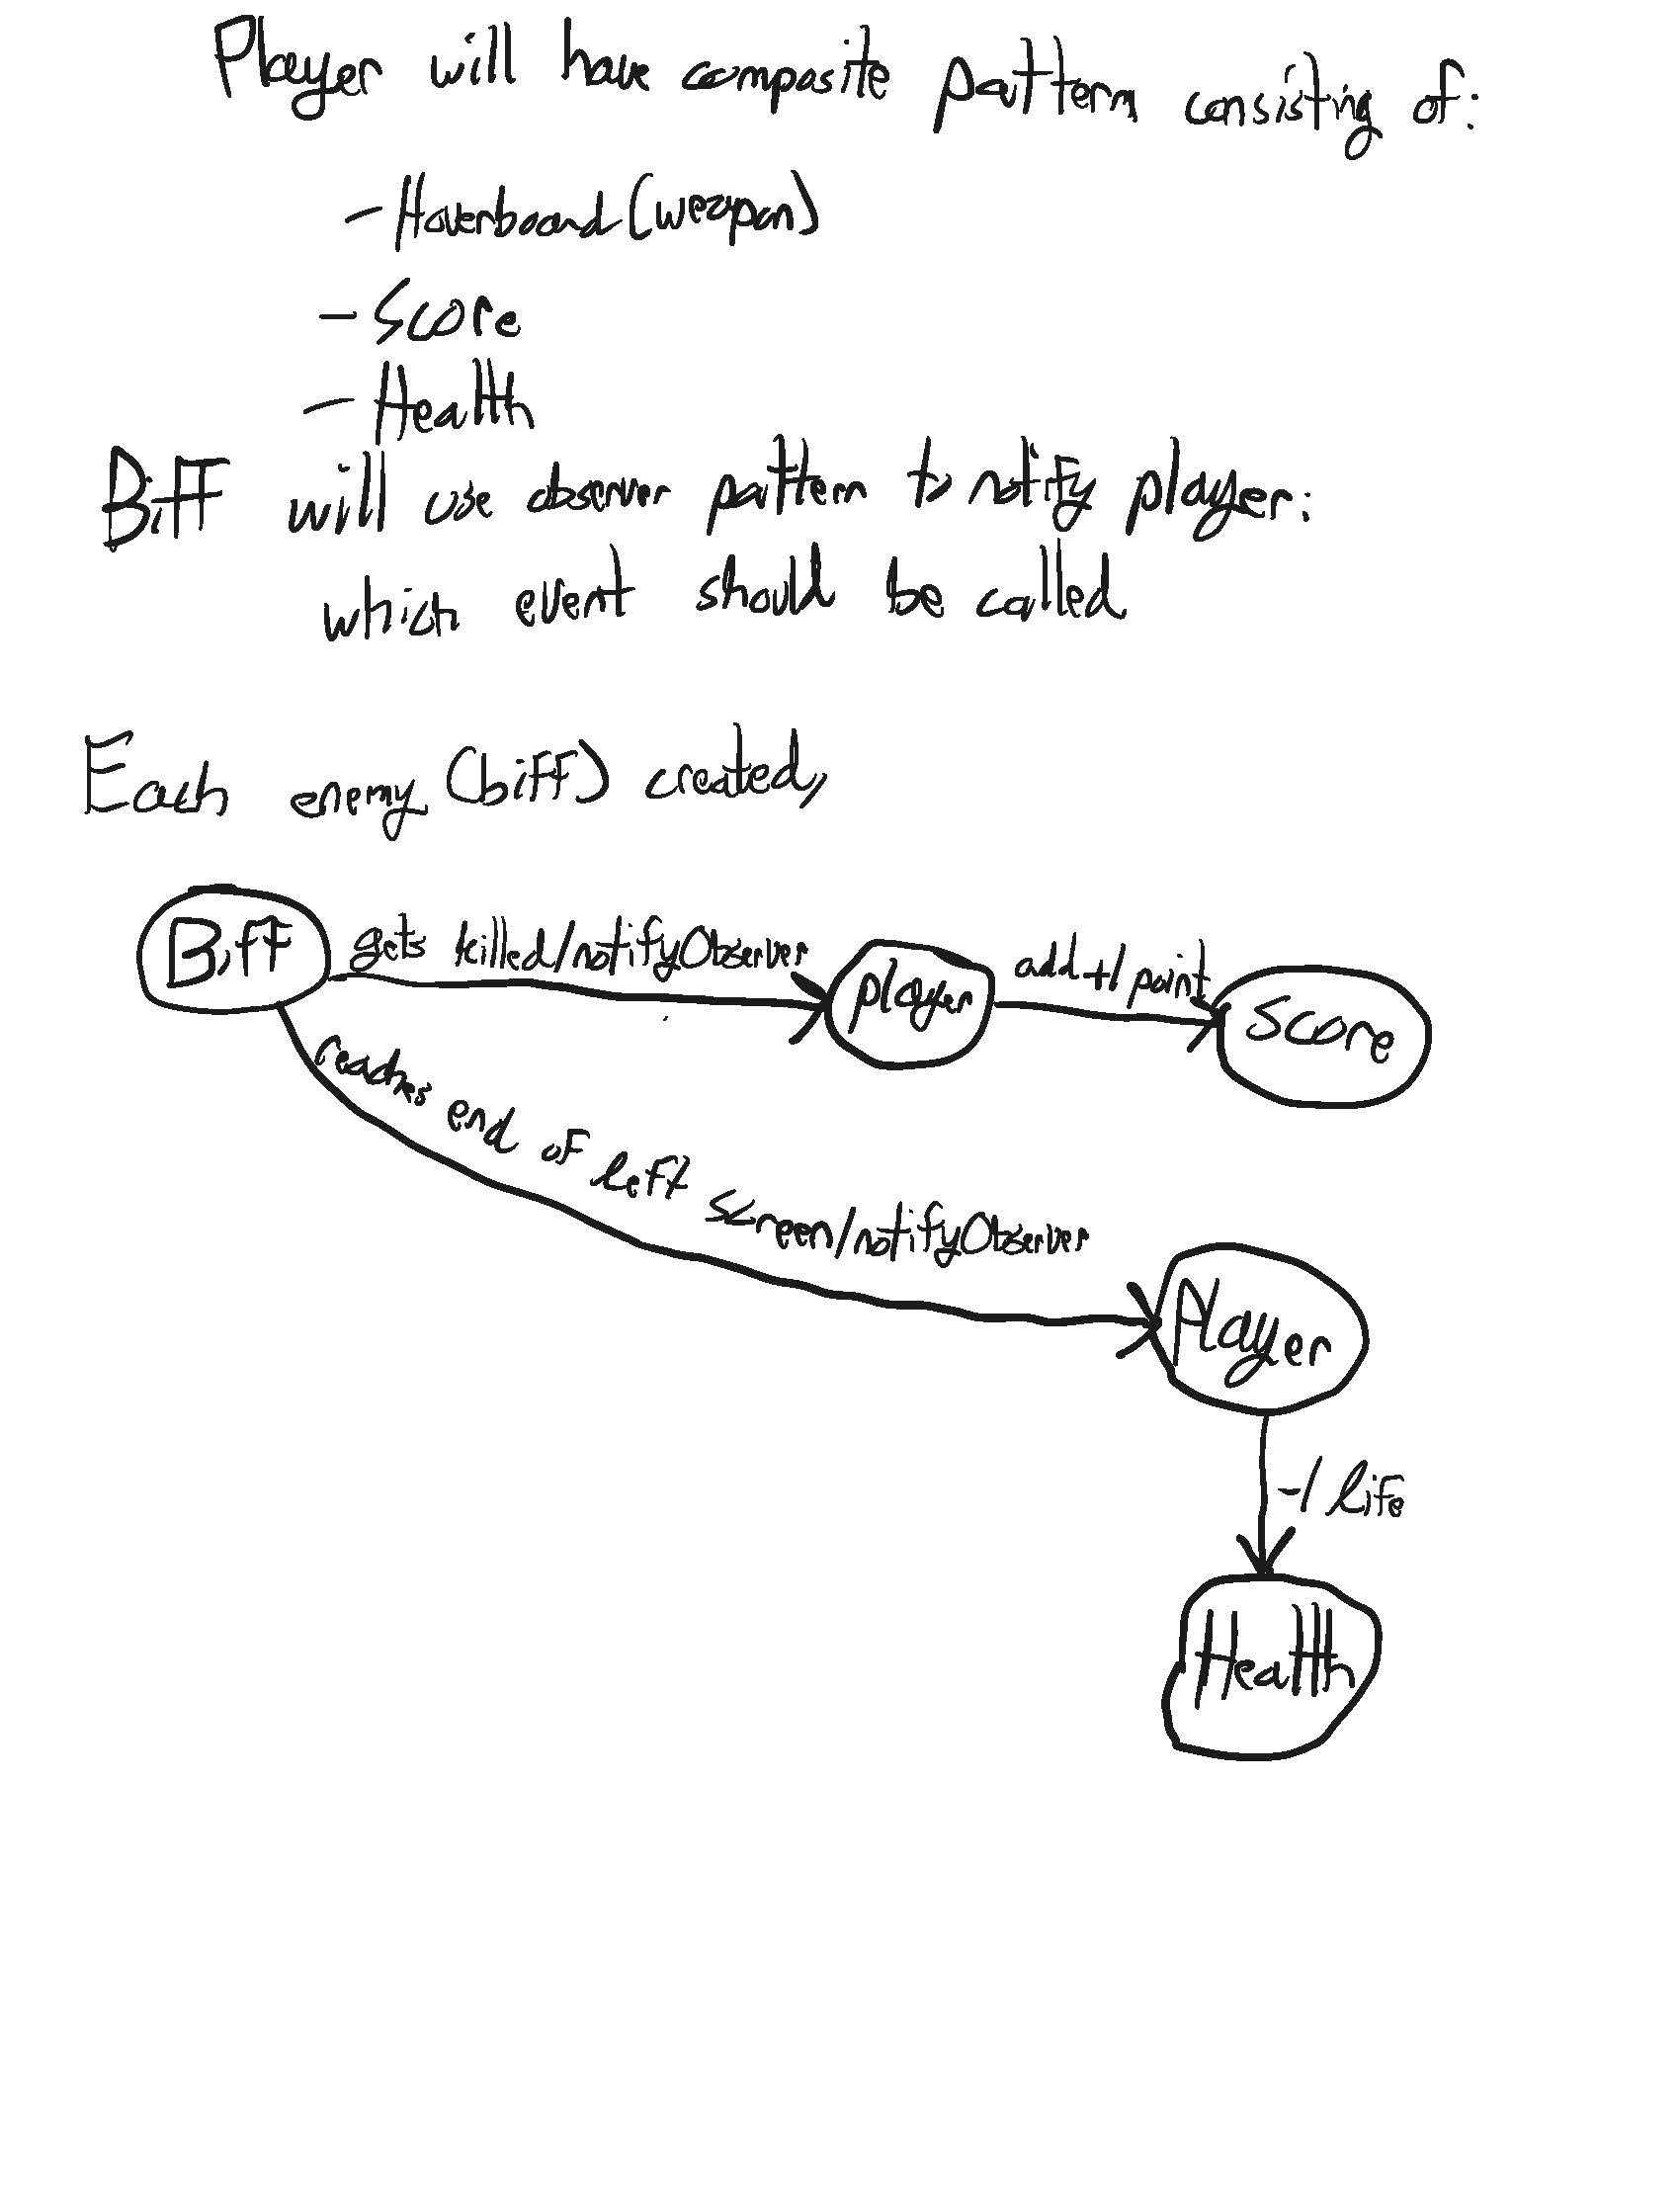 Player will have composite pattern consisting of:
- Hoverboard (weapon)
- Score
- Health
Biff will use observer pattern to notify player:
which event should be called
Each enemy (biff) created,
Biff
gets killed/notifyObserver
player
add +1 point
Score
reaches end of left screen/notifyObserver
Player
-1 life
Health